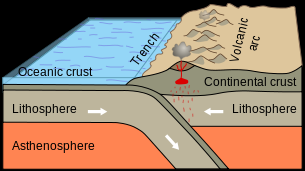 Oceanic crust
Trench
Volcanic
arc
Continental crust
Lithosphere
Lithosphere
Asthenosphere